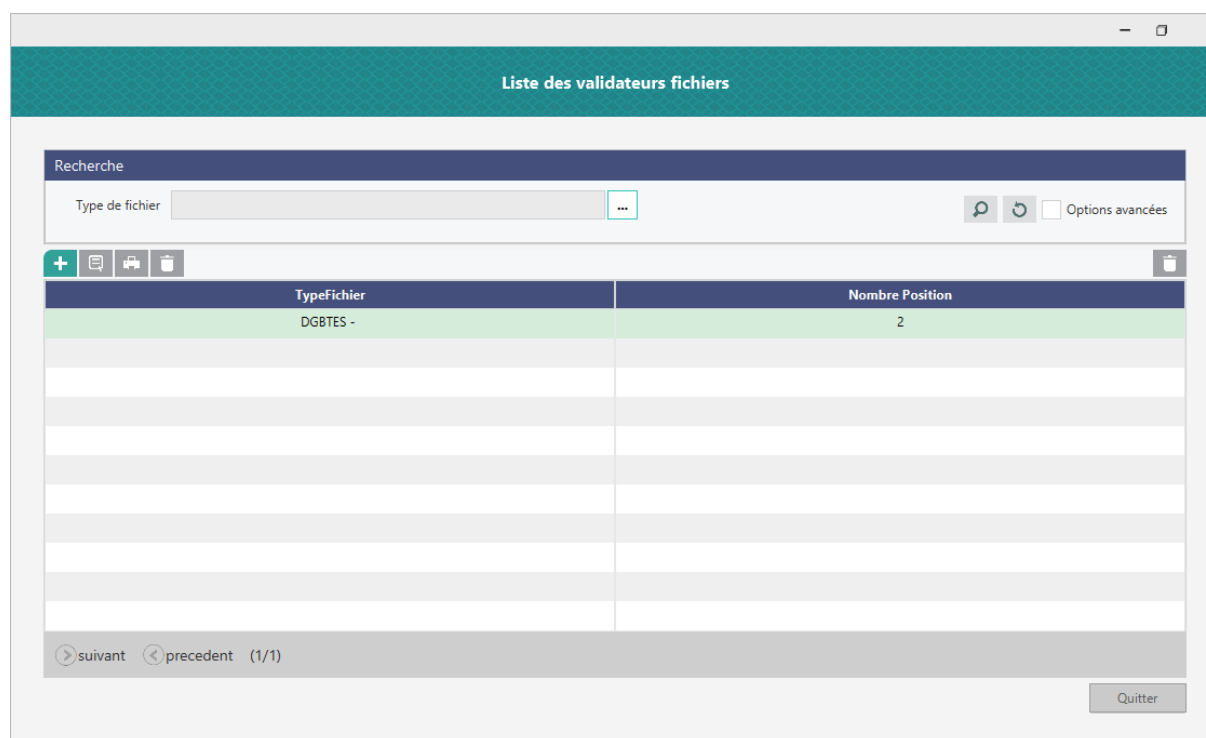 Liste des validateurs fichiers
Recherche
Type de fichier ... Options avancées
TypeFichier Nombre Position
DGBTES - 2
suivant precedent (1/1)
Quitter